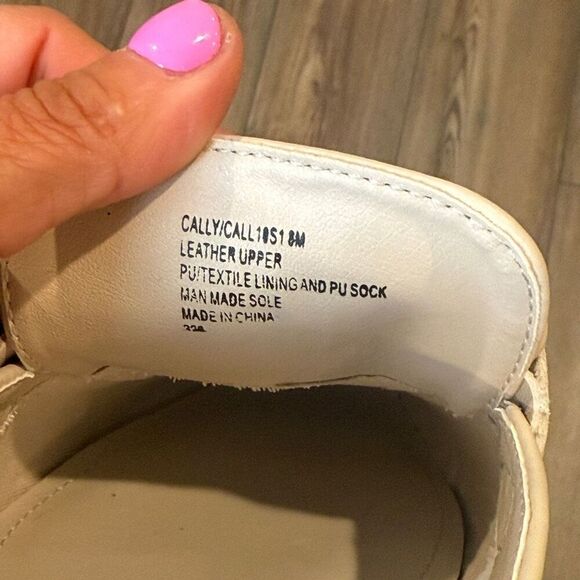 CALLY/CALL10S1 8M
LEATHER UPPER
PU/TEXTILE LINING AND PU SOCK
MAN MADE SOLE
MADE IN CHINA